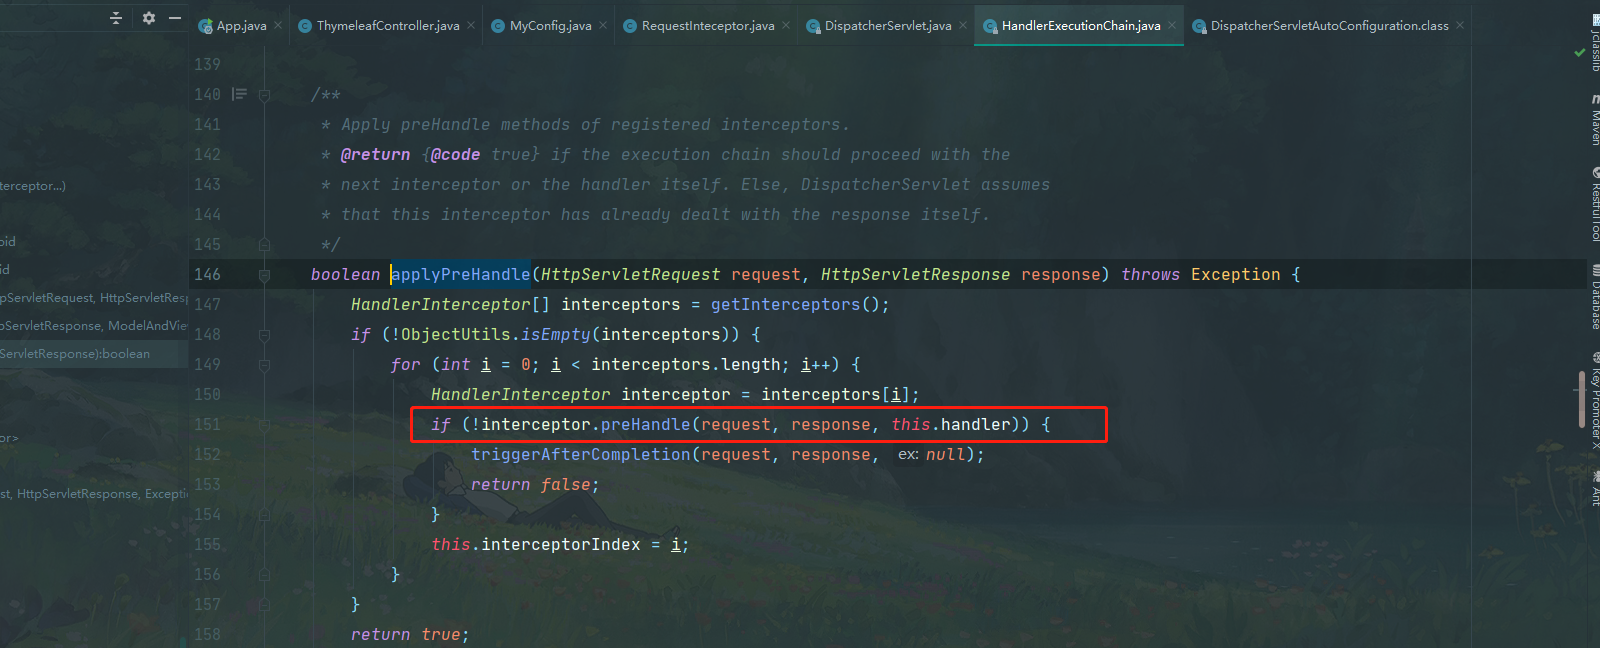 App.java
ThymeleafController.java
MyConfig.java
RequestInteceptor.java
DispatcherServlet.java
HandlerExecutionChain.java
DispatcherServletAutoConfiguration.class
terceptor...)
oid
id
pServletRequest, HttpServletResp
pServletResponse, ModelAndVie
ServletResponse):boolean
or>
st, HttpServletResponse, Excepti
139
140 /**
141 * Apply preHandle methods of registered interceptors.
142 * @return {@code true} if the execution chain should proceed with the
143 * next interceptor or the handler itself. Else, DispatcherServlet assumes
144 * that this interceptor has already dealt with the response itself.
145 */
146 boolean applyPreHandle(HttpServletRequest request, HttpServletResponse response) throws Exception {
147 HandlerInterceptor[] interceptors = getInterceptors();
148 if (!ObjectUtils.isEmpty(interceptors)) {
149 for (int i = 0; i < interceptors.length; i++) {
150 HandlerInterceptor interceptor = interceptors[i];
151 if (!interceptor.preHandle(request, response, this.handler)) {
152 triggerAfterCompletion(request, response, ex: null);
153 return false;
154 }
155 this.interceptorIndex = i;
156 }
157 }
158 return true;
jclasslib
Maven
RestfulTool
Database
Key Promoter X
Ant